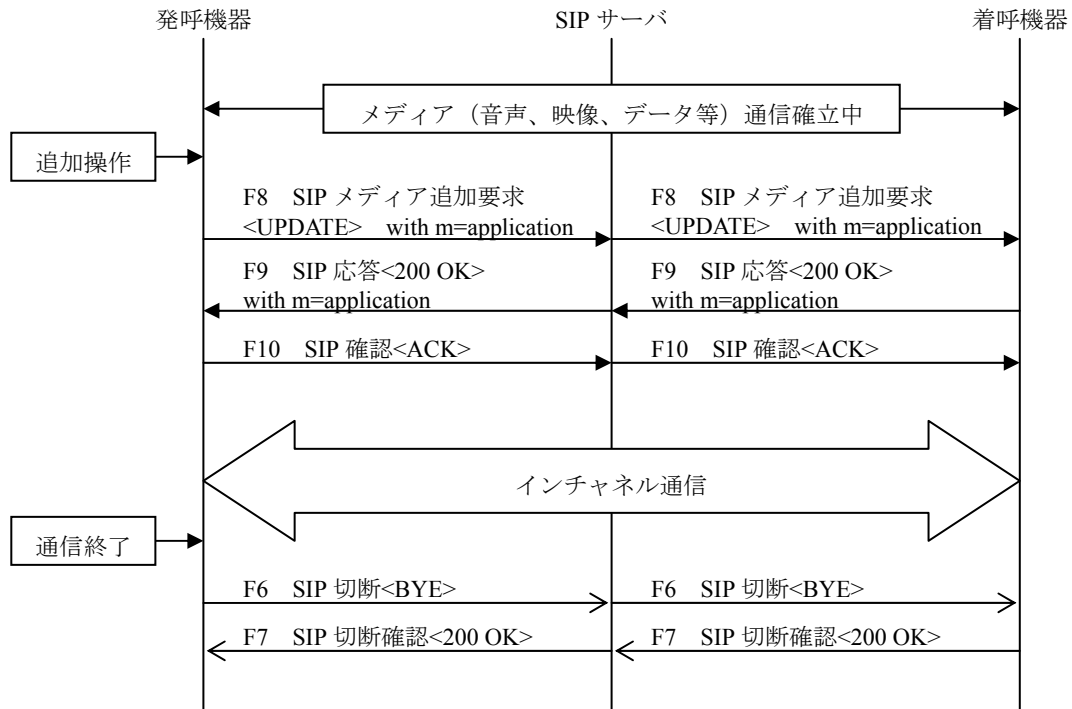 発呼機器
SIP サーバ
着呼機器
メディア（音声、映像、データ等）通信確立中
追加操作
F8 SIP メディア追加要求
<UPDATE> with m=application
F8 SIP メディア追加要求
<UPDATE> with m=application
F9 SIP 応答<200 OK>
with m=application
F9 SIP 応答<200 OK>
with m=application
F10 SIP 確認<ACK>
F10 SIP 確認<ACK>
インチャネル通信
通信終了
F6 SIP 切断<BYE>
F6 SIP 切断<BYE>
F7 SIP 切断確認<200 OK>
F7 SIP 切断確認<200 OK>